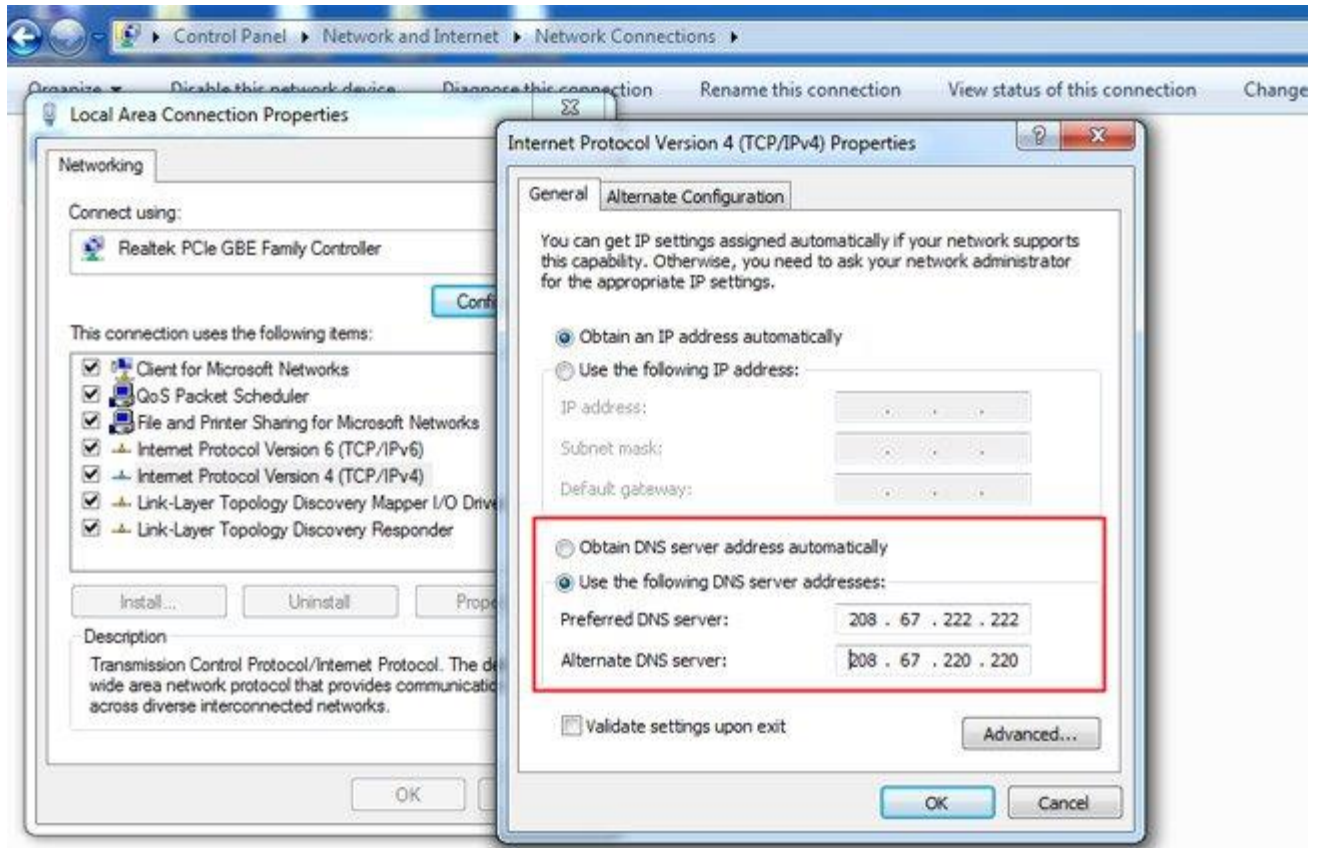 Control Panel ▸ Network and Internet ▸ Network Connections ▸
Organize Disable this network device Diagnose this connection Rename this connection View status of this connection Change
Local Area Connection Properties
Networking
Connect using:
Realtek PCIe GBE Family Controller
Confi
This connection uses the following items:
Client for Microsoft Networks
QoS Packet Scheduler
File and Printer Sharing for Microsoft Networks
Internet Protocol Version 6 (TCP/IPv6)
Internet Protocol Version 4 (TCP/IPv4)
Link-Layer Topology Discovery Mapper I/O Drive
Link-Layer Topology Discovery Responder
Install... Uninstall Prope
Description
Transmission Control Protocol/Internet Protocol. The de
wide area network protocol that provides communicatio
across diverse interconnected networks.
OK
Internet Protocol Version 4 (TCP/IPv4) Properties
General Alternate Configuration
You can get IP settings assigned automatically if your network supports
this capability. Otherwise, you need to ask your network administrator
for the appropriate IP settings.
Obtain an IP address automatically
Use the following IP address:
IP address: . . .
Subnet mask: . . .
Default gateway: . . .
Obtain DNS server address automatically
Use the following DNS server addresses:
Preferred DNS server: 208 . 67 . 222 . 222
Alternate DNS server: 208 . 67 . 220 . 220
Validate settings upon exit
Advanced...
OK Cancel